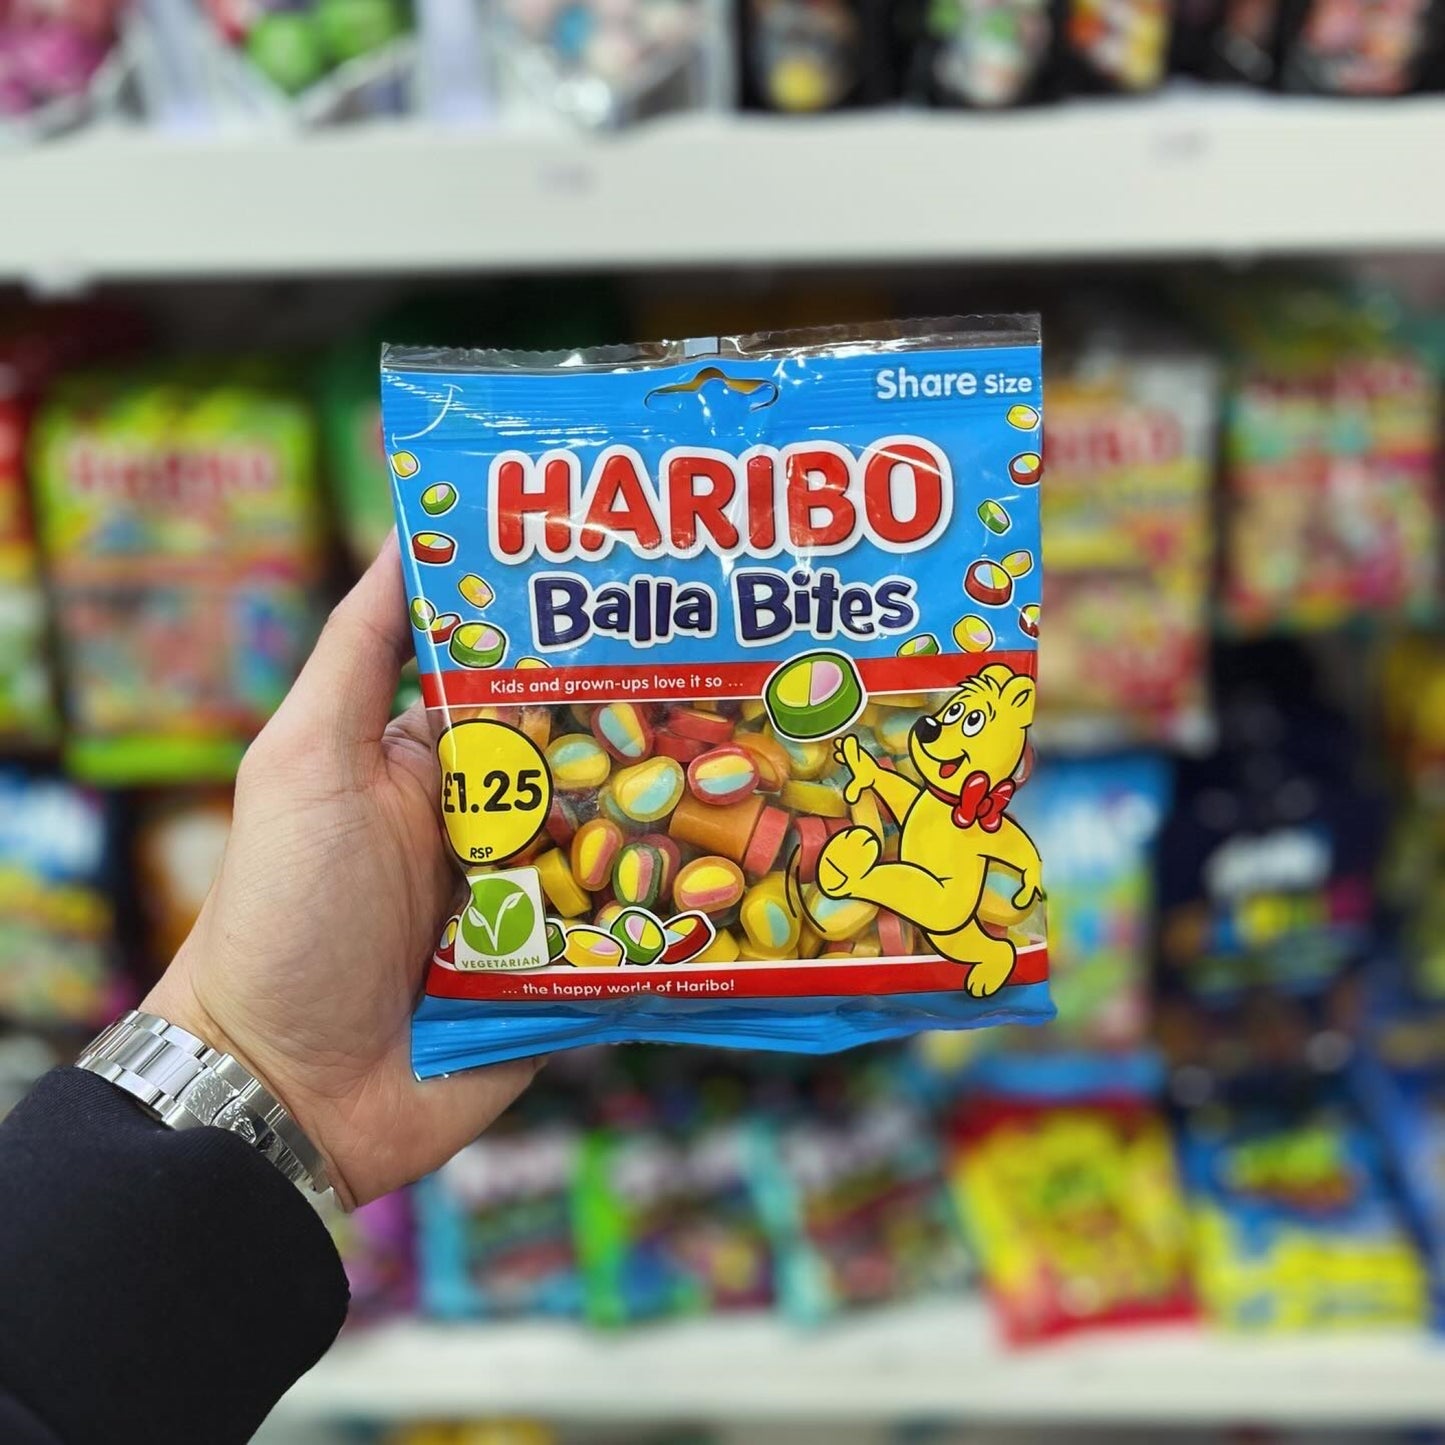 Share Size
HARIBO
Balla Bites
Kids and grown-ups love it so ...
£1.25
RSP
VEGETARIAN
... the happy world of Haribo!